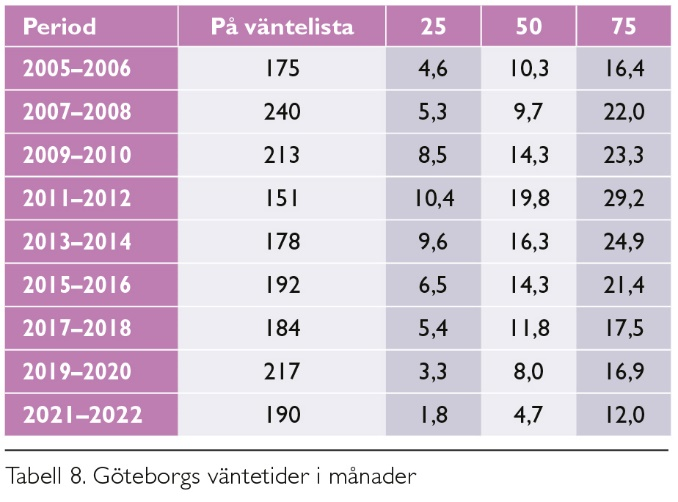 Period På väntelista 25 50 75
2005–2006 175 4,6 10,3 16,4
2007–2008 240 5,3 9,7 22,0
2009–2010 213 8,5 14,3 23,3
2011–2012 151 10,4 19,8 29,2
2013–2014 178 9,6 16,3 24,9
2015–2016 192 6,5 14,3 21,4
2017–2018 184 5,4 11,8 17,5
2019–2020 217 3,3 8,0 16,9
2021–2022 190 1,8 4,7 12,0
Tabell 8. Göteborgs väntetider i månader